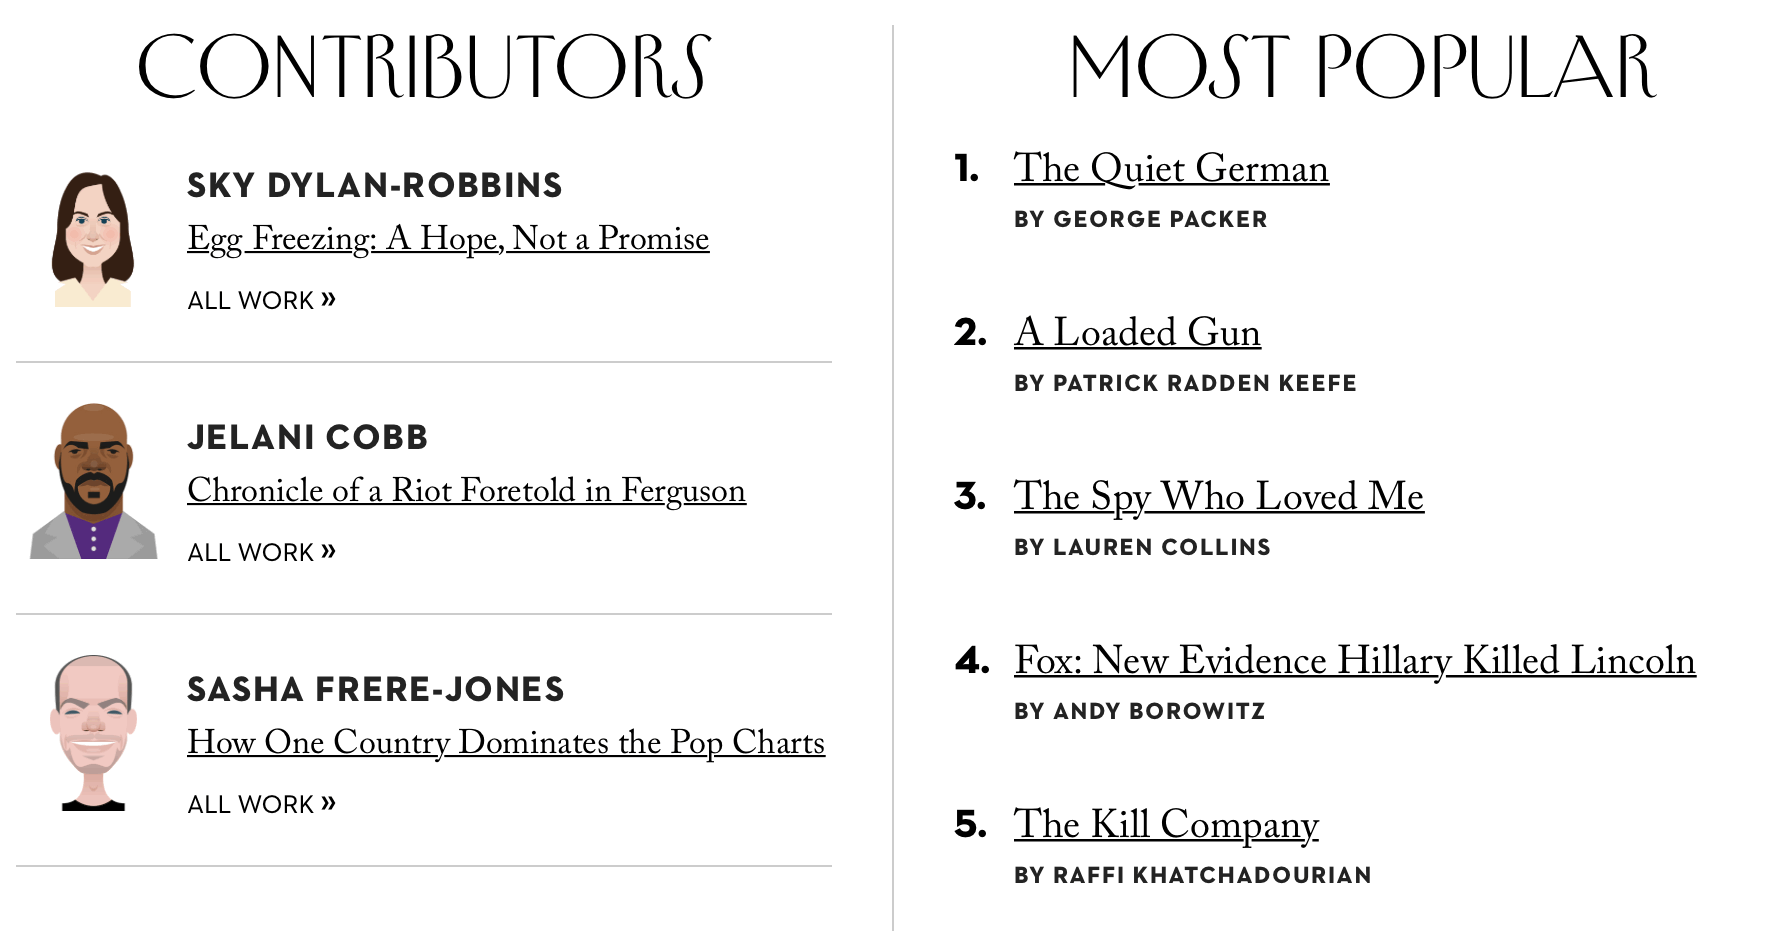 CONTRIBUTORS
SKY DYLAN-ROBBINS
Egg Freezing: A Hope, Not a Promise
ALL WORK »
JELANI COBB
Chronicle of a Riot Foretold in Ferguson
ALL WORK »
SASHA FRERE-JONES
How One Country Dominates the Pop Charts
ALL WORK »
MOST POPULAR
1. The Quiet German
BY GEORGE PACKER
2. A Loaded Gun
BY PATRICK RADDEN KEEFE
3. The Spy Who Loved Me
BY LAUREN COLLINS
4. Fox: New Evidence Hillary Killed Lincoln
BY ANDY BOROWITZ
5. The Kill Company
BY RAFFI KHATCHADOURIAN